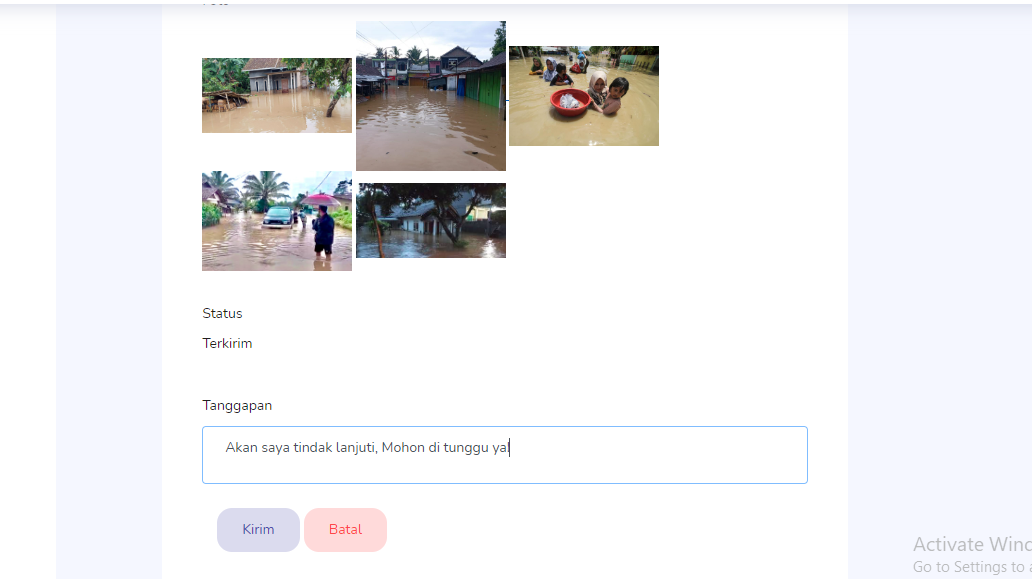 Status
Terkirim
Tanggapan
Akan saya tindak lanjuti, Mohon di tunggu ya!
Kirim Batal
Activate Wind
Go to Settings to a